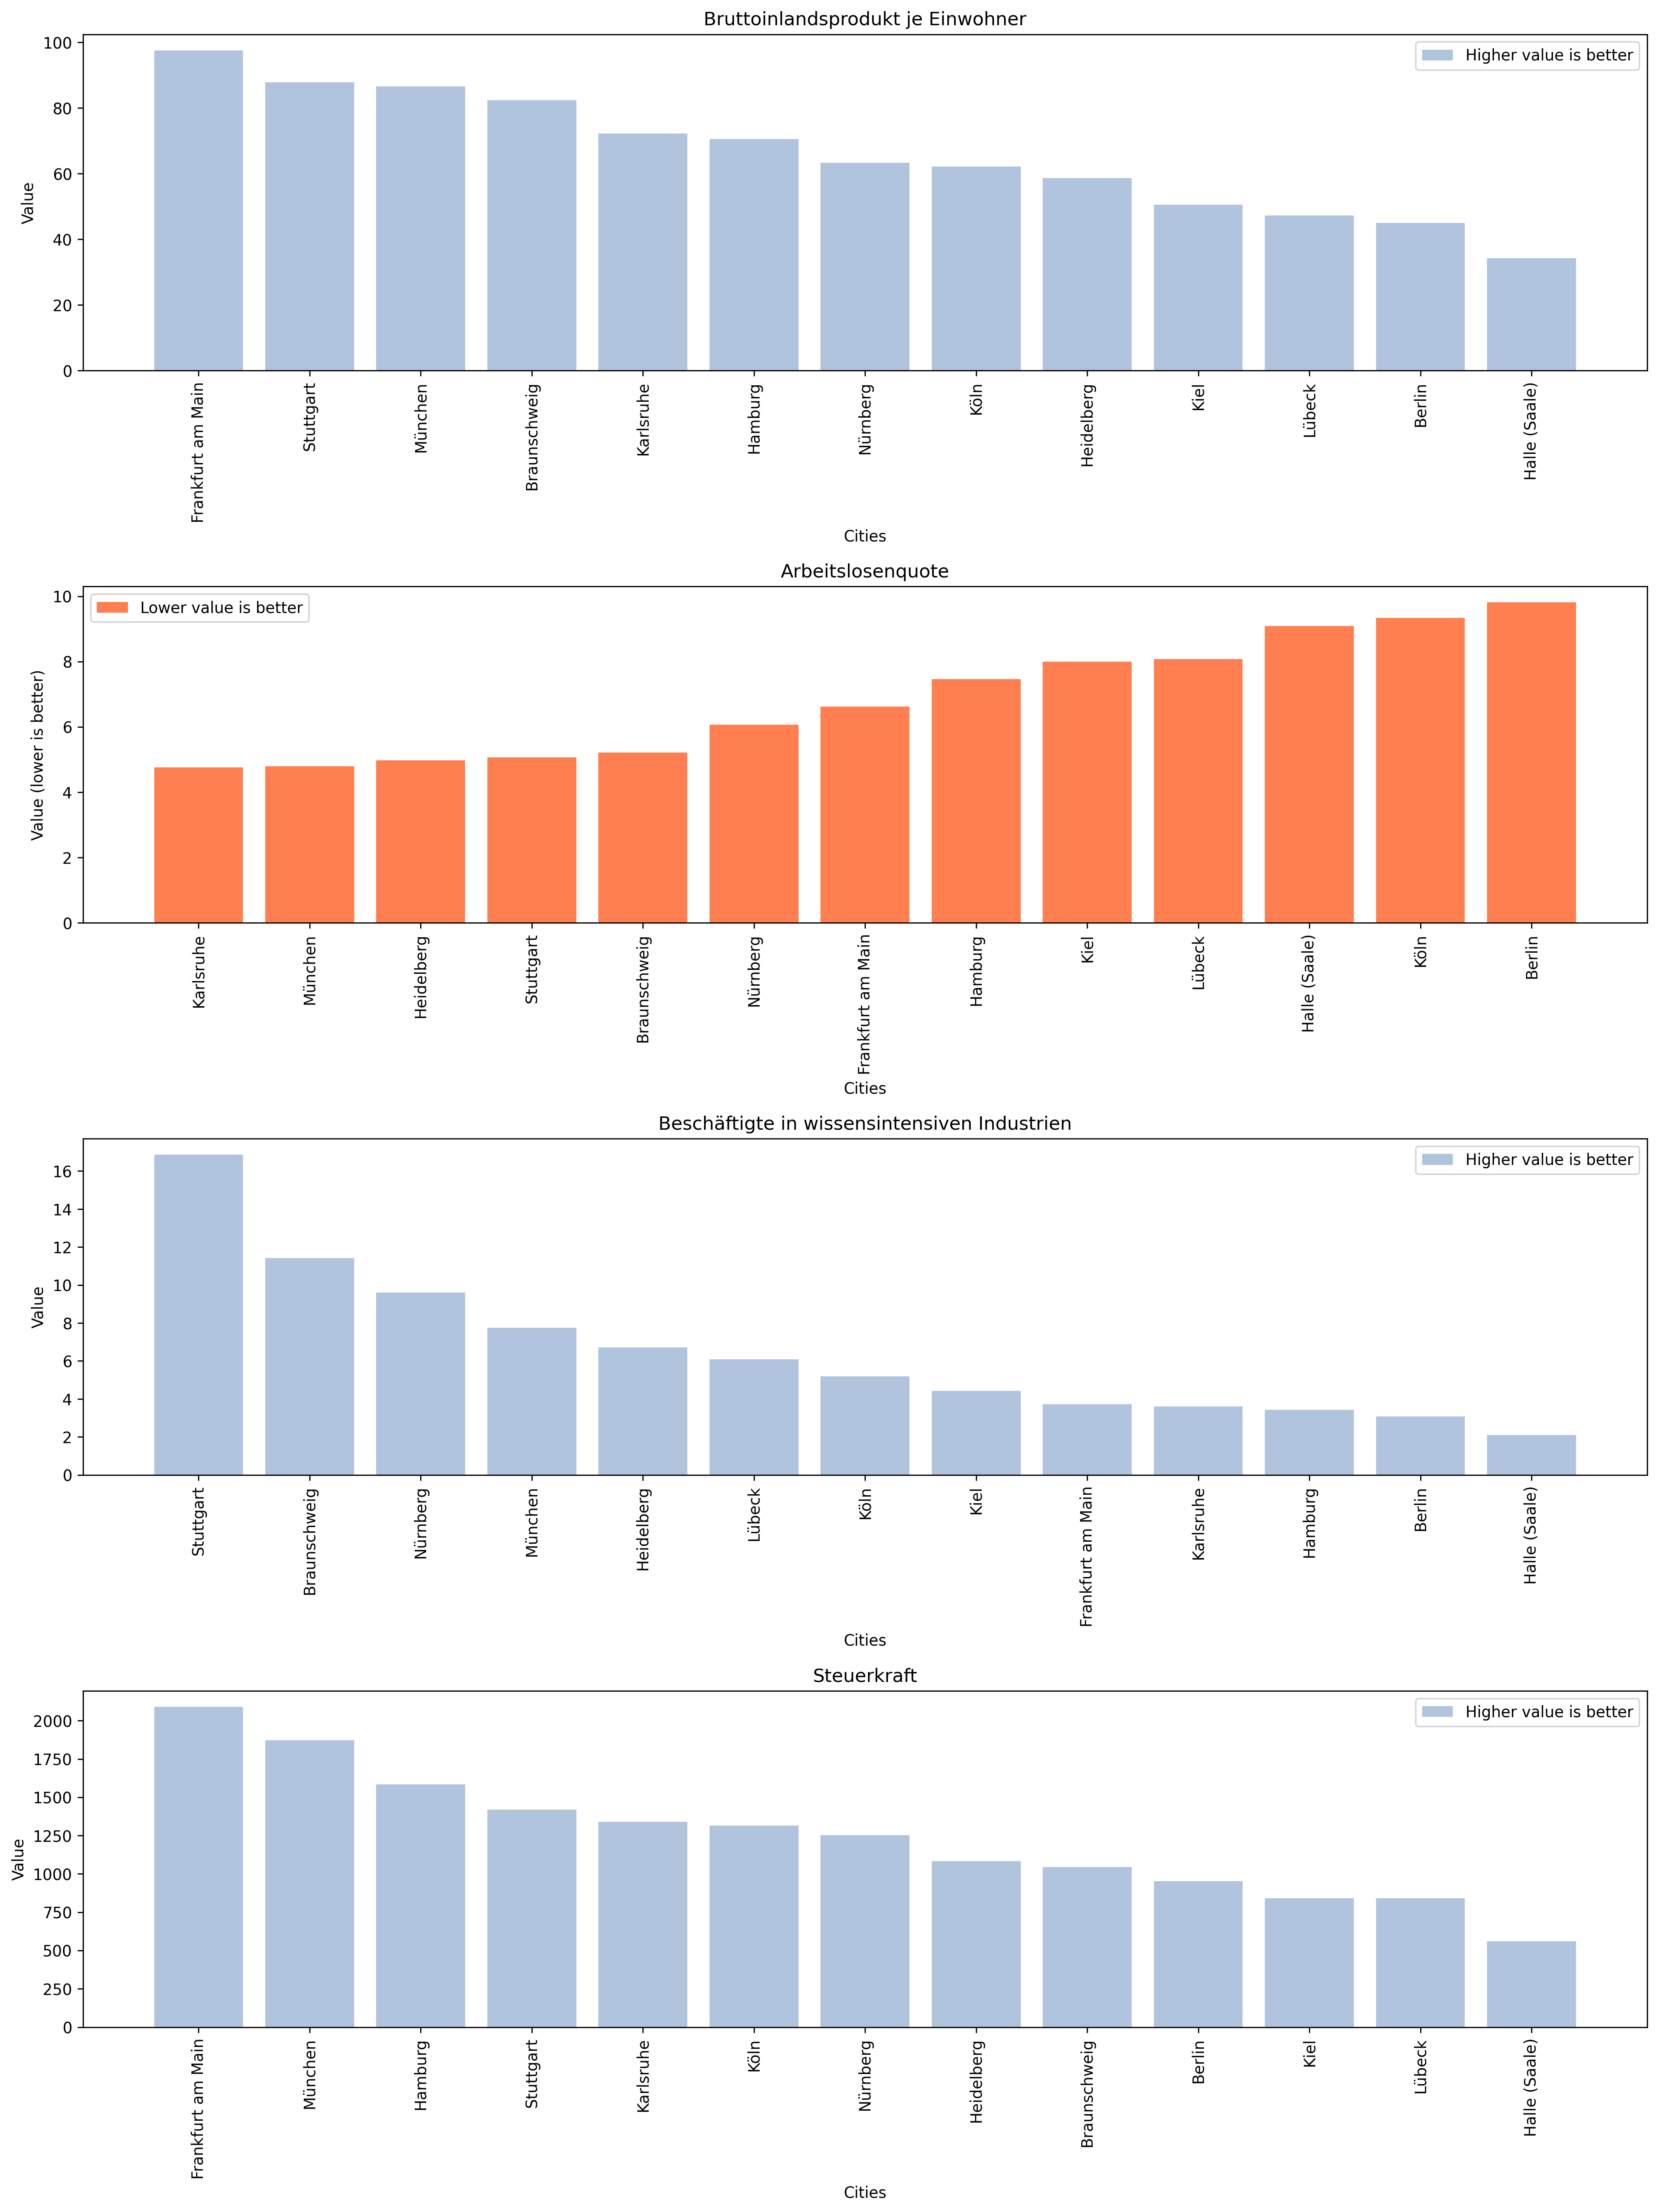 Bruttoinlandsprodukt je Einwohner
Higher value is better
Value
100
80
60
40
20
0
Frankfurt am Main
Stuttgart
München
Braunschweig
Karlsruhe
Hamburg
Nürnberg
Köln
Heidelberg
Kiel
Lübeck
Berlin
Halle (Saale)
Cities
Arbeitslosenquote
Lower value is better
Value (lower is better)
10
8
6
4
2
0
Karlsruhe
München
Heidelberg
Stuttgart
Braunschweig
Nürnberg
Frankfurt am Main
Hamburg
Kiel
Lübeck
Halle (Saale)
Köln
Berlin
Cities
Beschäftigte in wissensintensiven Industrien
Higher value is better
Value
16
14
12
10
8
6
4
2
0
Stuttgart
Braunschweig
Nürnberg
München
Heidelberg
Lübeck
Köln
Kiel
Frankfurt am Main
Karlsruhe
Hamburg
Berlin
Halle (Saale)
Cities
Steuerkraft
Higher value is better
Value
2000
1750
1500
1250
1000
750
500
250
0
Frankfurt am Main
München
Hamburg
Stuttgart
Karlsruhe
Köln
Nürnberg
Heidelberg
Braunschweig
Berlin
Kiel
Lübeck
Halle (Saale)
Cities